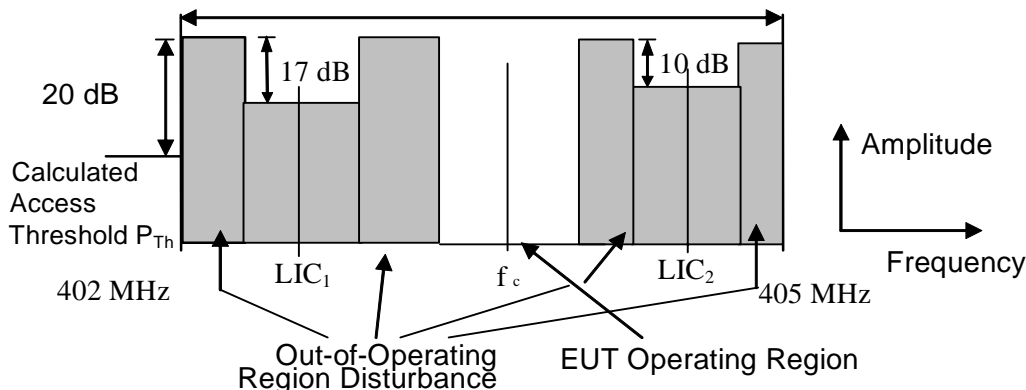 17 dB
10 dB
20 dB
Amplitude
Calculated
Access
Threshold P_Th
Frequency
LIC₁
f c
LIC₂
402 MHz
405 MHz
Out-of-Operating
Region Disturbance
EUT Operating Region